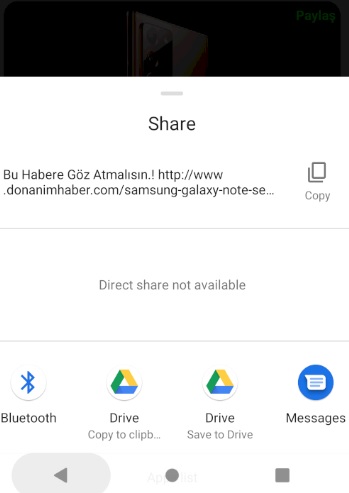 Paylaş
Share
Bu Habere Göz Atmalısın.! http://www
.donanimhaber.com/samsung-galaxy-note-se...
Copy
Direct share not available
Bluetooth
Drive
Copy to clipb...
Drive
Save to Drive
Messages